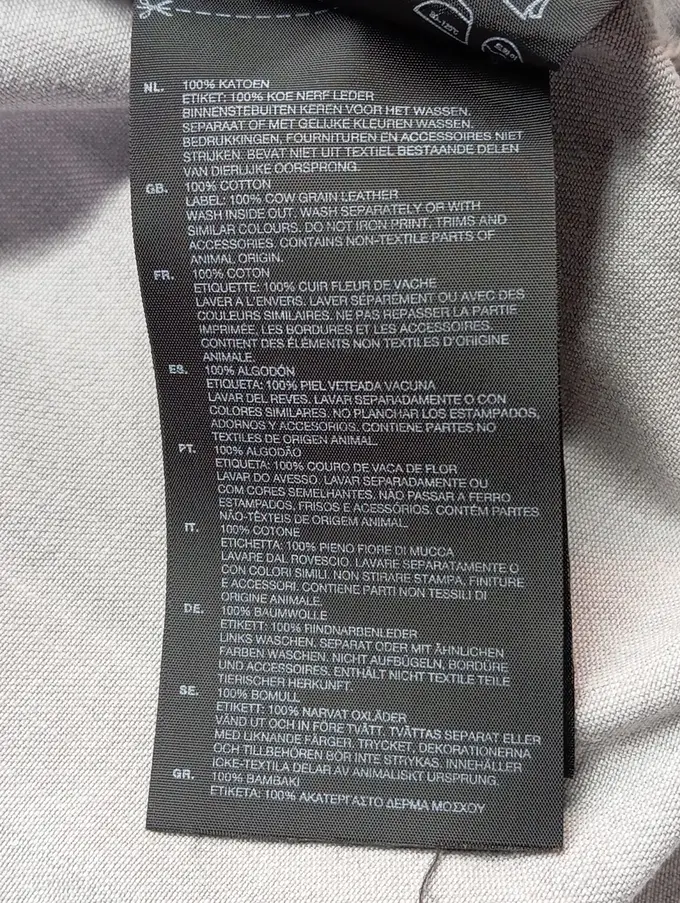 NL. 100% KATOEN
ETIKET: 100% KOE NERF LEDER
BINNENSTEBUITEN KEREN VOOR HET WASSEN.
SEPARAAT OF MET GELIJKE KLEUREN WASSEN.
BEDRUKKINGEN, FOURNITUREN EN ACCESSOIRES NIET
STRIJKEN. BEVAT NIET UIT TEXTIEL BESTAANDE DELEN
VAN DIERLIJKE OORSPRONG.
GB. 100% COTTON
LABEL: 100% COW GRAIN LEATHER
WASH INSIDE OUT. WASH SEPARATELY OR WITH
SIMILAR COLOURS. DO NOT IRON PRINT, TRIMS AND
ACCESSORIES. CONTAINS NON-TEXTILE PARTS OF
ANIMAL ORIGIN.
FR. 100% COTON
ETIQUETTE: 100% CUIR FLEUR DE VACHE
LAVER A L'ENVERS. LAVER SÉPARÉMENT OU AVEC DES
COULEURS SIMILAIRES. NE PAS REPASSER LA PARTIE
IMPRIMÉE, LES BORDURES ET LES ACCESSOIRES.
CONTIENT DES ÉLÉMENTS NON TEXTILES D'ORIGINE
ANIMALE.
ES. 100% ALGODÓN
ETIQUETA: 100% PIEL VETEADA VACUNA
LAVAR DEL REVES. LAVAR SEPARADAMENTE O CON
COLORES SIMILARES. NO PLANCHAR LOS ESTAMPADOS,
ADORNOS Y ACCESORIOS. CONTIENE PARTES NO
TEXTILES DE ORIGEN ANIMAL.
PT. 100% ALGODÃO
ETIQUETA: 100% COURO DE VACA DE FLOR
LAVAR DO AVESSO. LAVAR SEPARADAMENTE OU
COM CORES SEMELHANTES. NÃO PASSAR A FERRO
ESTAMPADOS, FRISOS E ACESSÓRIOS. CONTÉM PARTES
NÃO-TÊXTEIS DE ORIGEM ANIMAL.
IT. 100% COTONE
ETICHETTA: 100% PIENO FIORE DI MUCCA
LAVARE DAL ROVESCIO. LAVARE SEPARATAMENTE O
CON COLORI SIMILI. NON STIRARE STAMPA, FINITURE
E ACCESSORI. CONTIENE PARTI NON TESSILI DI
ORIGINE ANIMALE.
DE. 100% BAUMWOLLE
ETIKETT: 100% RINDNARBENLEDER
LINKS WASCHEN. SEPARAT ODER MIT ÄHNLICHEN
FARBEN WASCHEN. NICHT AUFBÜGELN, BORDÜRE
UND ACCESSOIRES. ENTHÄLT NICHT TEXTILE TEILE
TIERISCHER HERKUNFT.
SE. 100% BOMULL
ETIKETT: 100% NARVAT OXLÄDER
VÄND UT OCH IN FÖRE TVÄTT. TVÄTTAS SEPARAT ELLER
MED LIKNANDE FÄRGER. TRYCKET, DEKORATIONERNA
OCH TILLBEHÖREN BÖR INTE STRYKAS. INNEHÅLLER
ICKE-TEXTILA DELAR AV ANIMALISKT URSPRUNG.
GR. 100% ΒΑΜΒΑΚΙ
ΕΤΙΚΕΤΑ: 100% ΑΚΑΤΕΡΓΑΣΤΟ ΔΕΡΜΑ ΜΟΣΧΟΥ